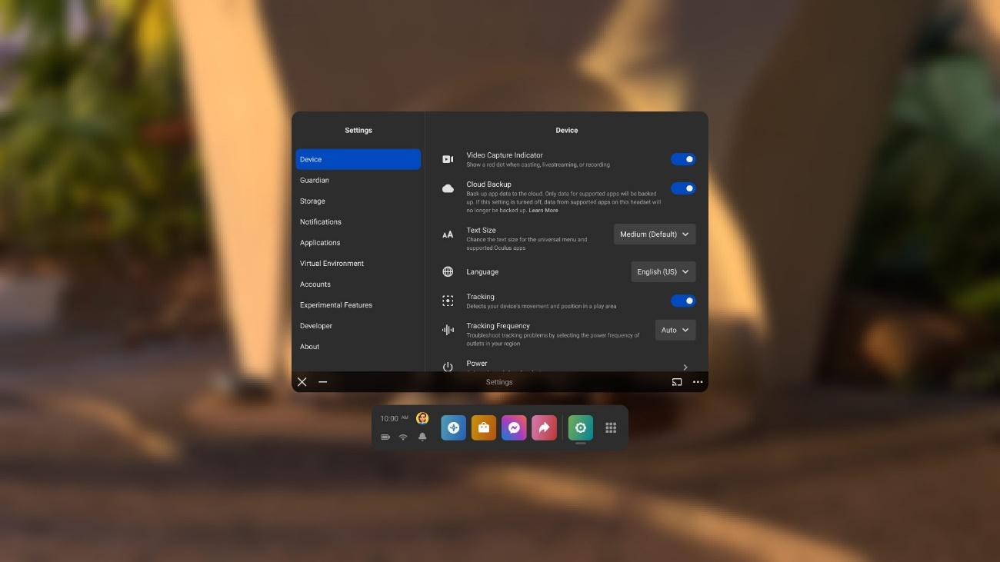 Settings
Device
Guardian
Storage
Notifications
Applications
Virtual Environment
Accounts
Experimental Features
Developer
About
Device
Video Capture Indicator
Show a red dot when casting, livestreaming, or recording
Cloud Backup
Back up app data to the cloud. Only data for supported apps will be backed
up. If this setting is turned off, data from supported apps on this headset will
no longer be backed up. Learn More
AA
Text Size
Chance the text size for the universal menu and
supported Oculus apps
Medium (Default)
Language
English (US)
Tracking
Detects your device's movement and position in a play area
Tracking Frequency
Troubleshoot tracking problems by selecting the power frequency of
outlets in your region
Auto
Power
Settings
10:00 AM